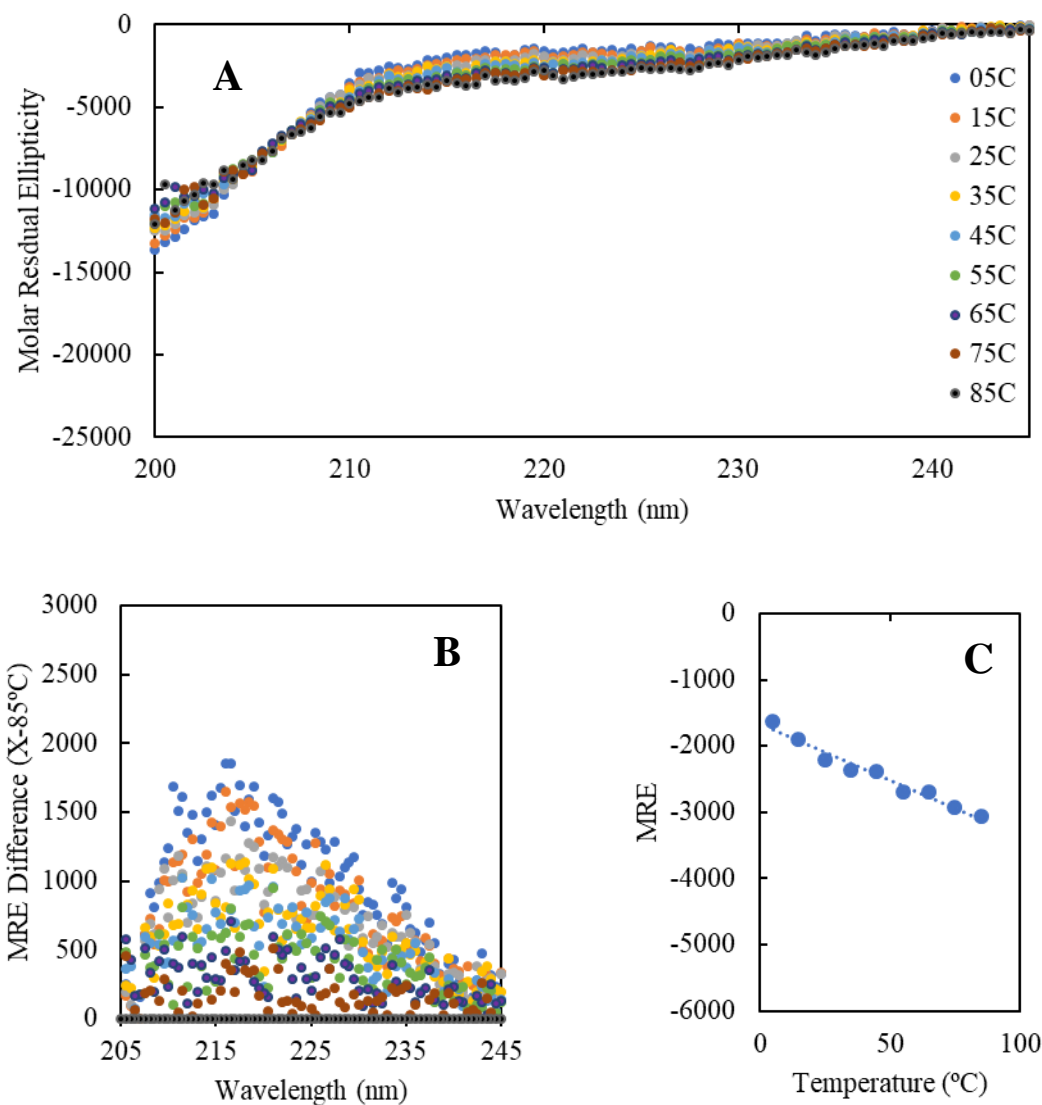 A
0
-5000
-10000
-15000
-20000
-25000
Molar Resdual Ellipticity
200
210
220
230
240
Wavelength (nm)
05C
15C
25C
35C
45C
55C
65C
75C
85C
B
3000
2500
2000
1500
1000
500
0
MRE Difference (X-85ºC)
205
215
225
235
245
Wavelength (nm)
C
0
-1000
-2000
-3000
-4000
-5000
-6000
MRE
0
50
100
Temperature (ºC)